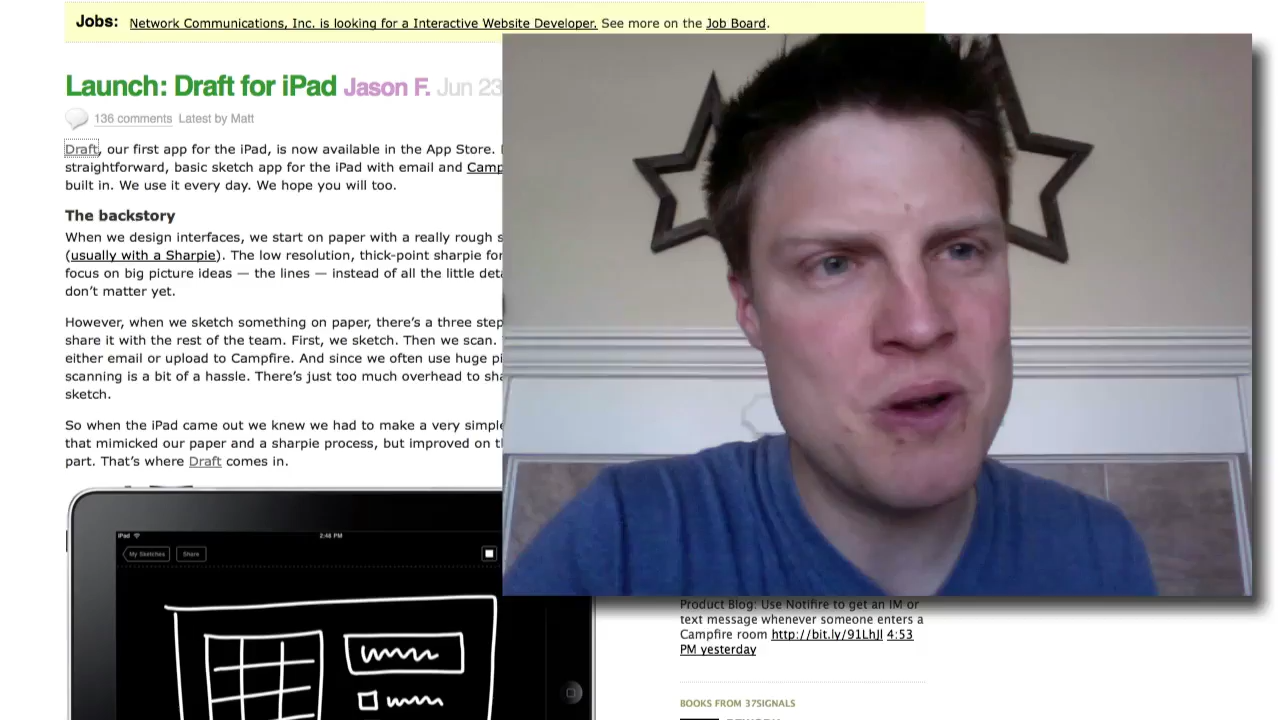 Jobs: Network Communications, Inc. is looking for a Interactive Website Developer. See more on the Job Board.
Launch: Draft for iPad Jason F. Jun 23
136 comments Latest by Matt
Draft, our first app for the iPad, is now available in the App Store.
straightforward, basic sketch app for the iPad with email and Camp
built in. We use it every day. We hope you will too.
The backstory
When we design interfaces, we start on paper with a really rough s
(usually with a Sharpie). The low resolution, thick-point sharpie for
focus on big picture ideas — the lines — instead of all the little deta
don’t matter yet.
However, when we sketch something on paper, there’s a three step
share it with the rest of the team. First, we sketch. Then we scan.
either email or upload to Campfire. And since we often use huge pi
scanning is a bit of a hassle. There’s just too much overhead to sha
sketch.
So when the iPad came out we knew we had to make a very simple
that mimicked our paper and a sharpie process, but improved on t
part. That’s where Draft comes in.
iPad 2:48 PM
My Sketches Share
Product Blog: Use Notifire to get an IM or
text message whenever someone enters a
Campfire room http://bit.ly/91LhJl 4:53
PM yesterday
BOOKS FROM 37SIGNALS